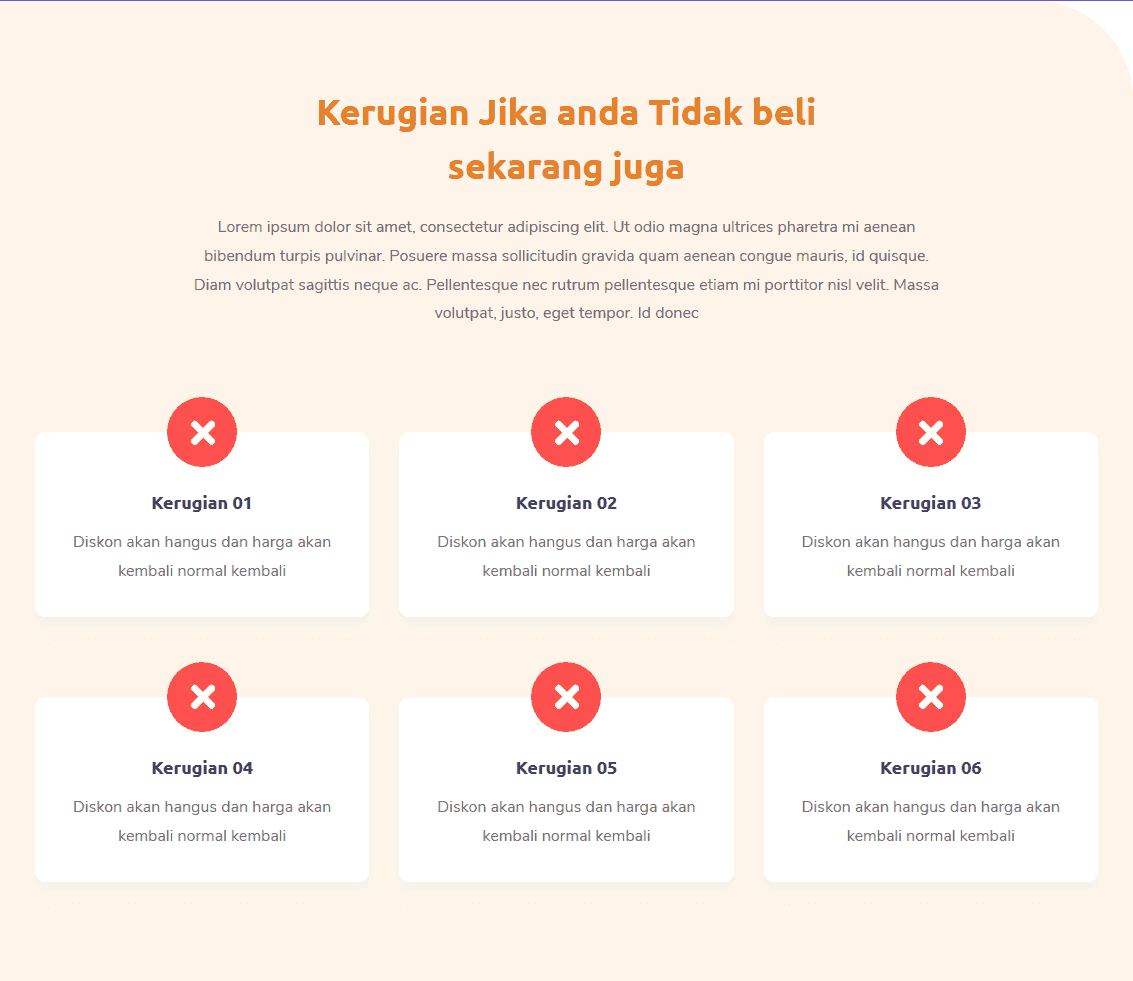 Kerugian Jika anda Tidak beli
sekarang juga
Lorem ipsum dolor sit amet, consectetur adipiscing elit. Ut odio magna ultrices pharetra mi aenean
bibendum turpis pulvinar. Posuere massa sollicitudin gravida quam aenean congue mauris, id quisque.
Diam volutpat sagittis neque ac. Pellentesque nec rutrum pellentesque etiam mi porttitor nisl velit. Massa
volutpat, justo, eget tempor. Id donec
Kerugian 01
Diskon akan hangus dan harga akan
kembali normal kembali
Kerugian 02
Diskon akan hangus dan harga akan
kembali normal kembali
Kerugian 03
Diskon akan hangus dan harga akan
kembali normal kembali
Kerugian 04
Diskon akan hangus dan harga akan
kembali normal kembali
Kerugian 05
Diskon akan hangus dan harga akan
kembali normal kembali
Kerugian 06
Diskon akan hangus dan harga akan
kembali normal kembali